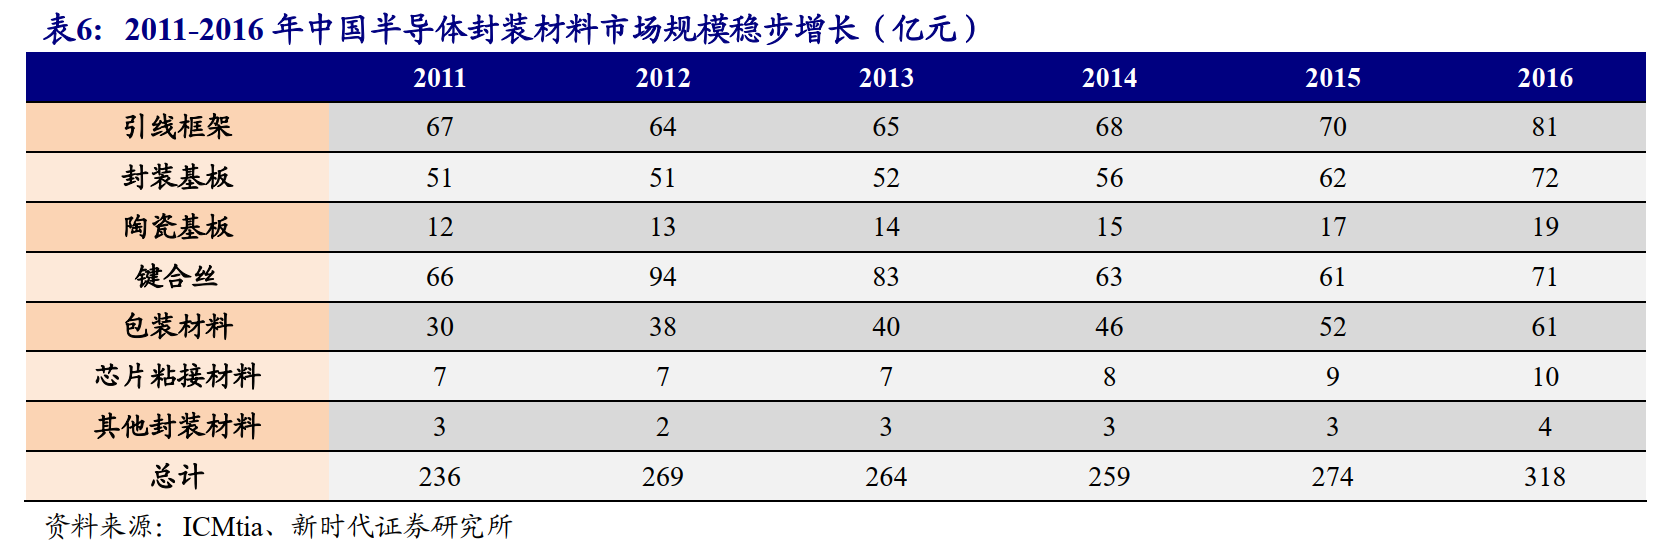 表6： 2011-2016 年中国半导体封装材料市场规模稳步增长（亿元）
2011 2012 2013 2014 2015 2016
引线框架 67 64 65 68 70 81
封装基板 51 51 52 56 62 72
陶瓷基板 12 13 14 15 17 19
键合丝 66 94 83 63 61 71
包装材料 30 38 40 46 52 61
芯片粘接材料 7 7 7 8 9 10
其他封装材料 3 2 3 3 3 4
总计 236 269 264 259 274 318
资料来源：ICMtia、新时代证券研究所